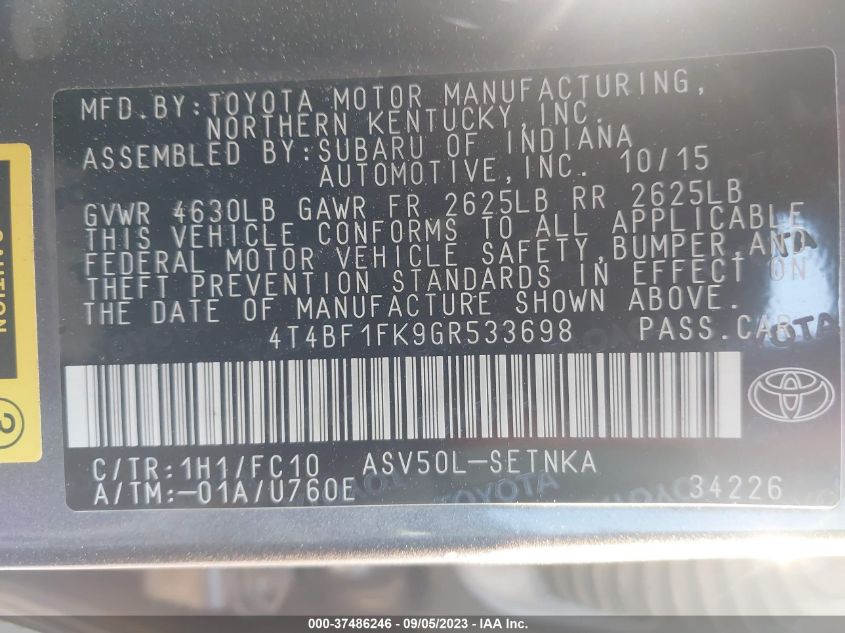 MFD.BY:TOYOTA MOTOR MANUFACTURING,
NORTHERN KENTUCKY,INC.
ASSEMBLED BY:SUBARU OF INDIANA
AUTOMOTIVE,INC. 10/15
GVWR 4630LB GAWR FR 2625LB RR 2625LB
THIS VEHICLE CONFORMS TO ALL APPLICABLE
FEDERAL MOTOR VEHICLE SAFETY,BUMPER,AND
THEFT PREVENTION STANDARDS IN EFFECT ON
THE DATE OF MANUFACTURE SHOWN ABOVE.
4T4BF1FK9GR533698 PASS.CAR
C/TR:1H1/FC10 ASV50L-SETNKA
A/TM:-01A/U760E 34226
TOYOTA
CAUTION
2
000-37486246 - 09/05/2023 - IAA Inc.